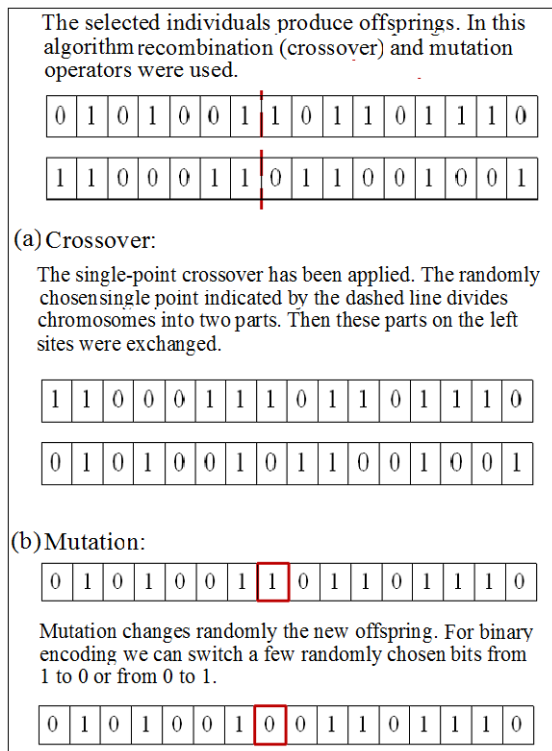 The selected individuals produce offsprings. In this
algorithm recombination (crossover) and mutation
operators were used.
0 1 0 1 0 0 1 1 0 1 1 0 1 1 1 0
1 1 0 0 0 1 1 0 1 1 0 0 1 0 0 1
(a) Crossover:
The single-point crossover has been applied. The randomly
chosensingle point indicated by the dashed line divides
chromosomes into two parts. Then these parts on the left
sites were exchanged.
1 1 0 0 0 1 1 1 0 1 1 0 1 1 1 0
0 1 0 1 0 0 1 0 1 1 0 0 1 0 0 1
(b) Mutation:
0 1 0 1 0 0 1 1 0 1 1 0 1 1 1 0
Mutation changes randomly the new offspring. For binary
encoding we can switch a few randomly chosen bits from
1 to 0 or from 0 to 1.
0 1 0 1 0 0 1 0 0 1 1 0 1 1 1 0